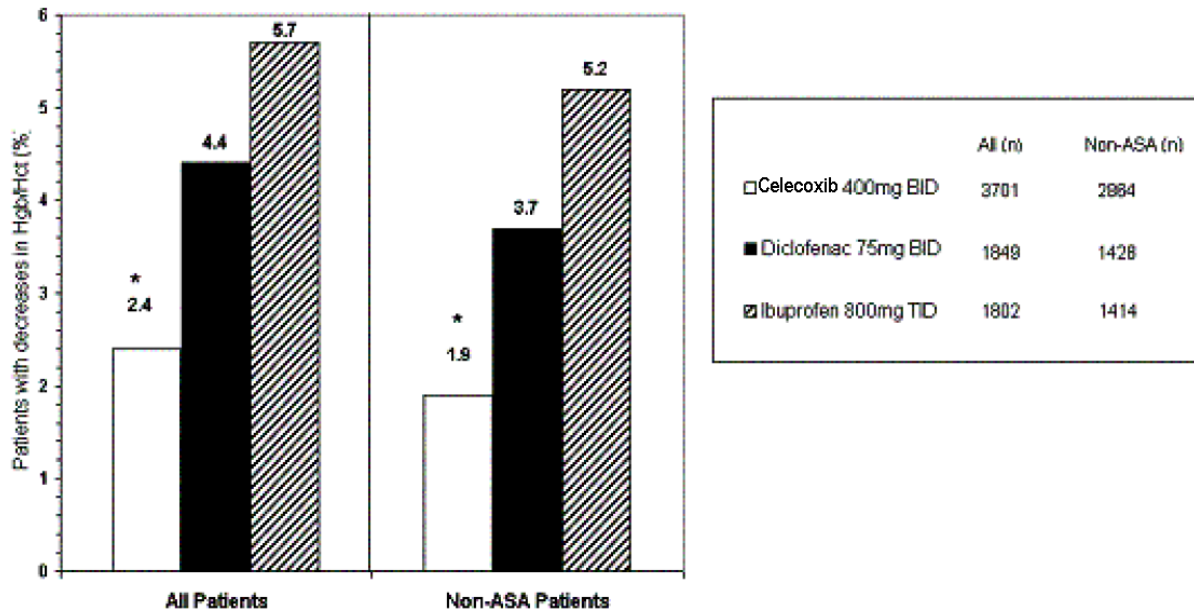 6
5
4
3
2
1
0
Patients with decreases in Hgb/Hct (%
*
2.4
4.4
5.7
*
1.9
3.7
5.2
All Patients
Non-ASA Patients
All (n) Non-ASA (n)
Celecoxib 400mg BID 3701
Diclofenac 75mg BID 1849 1428
Ibuprofen 800mg TID 1802 1414